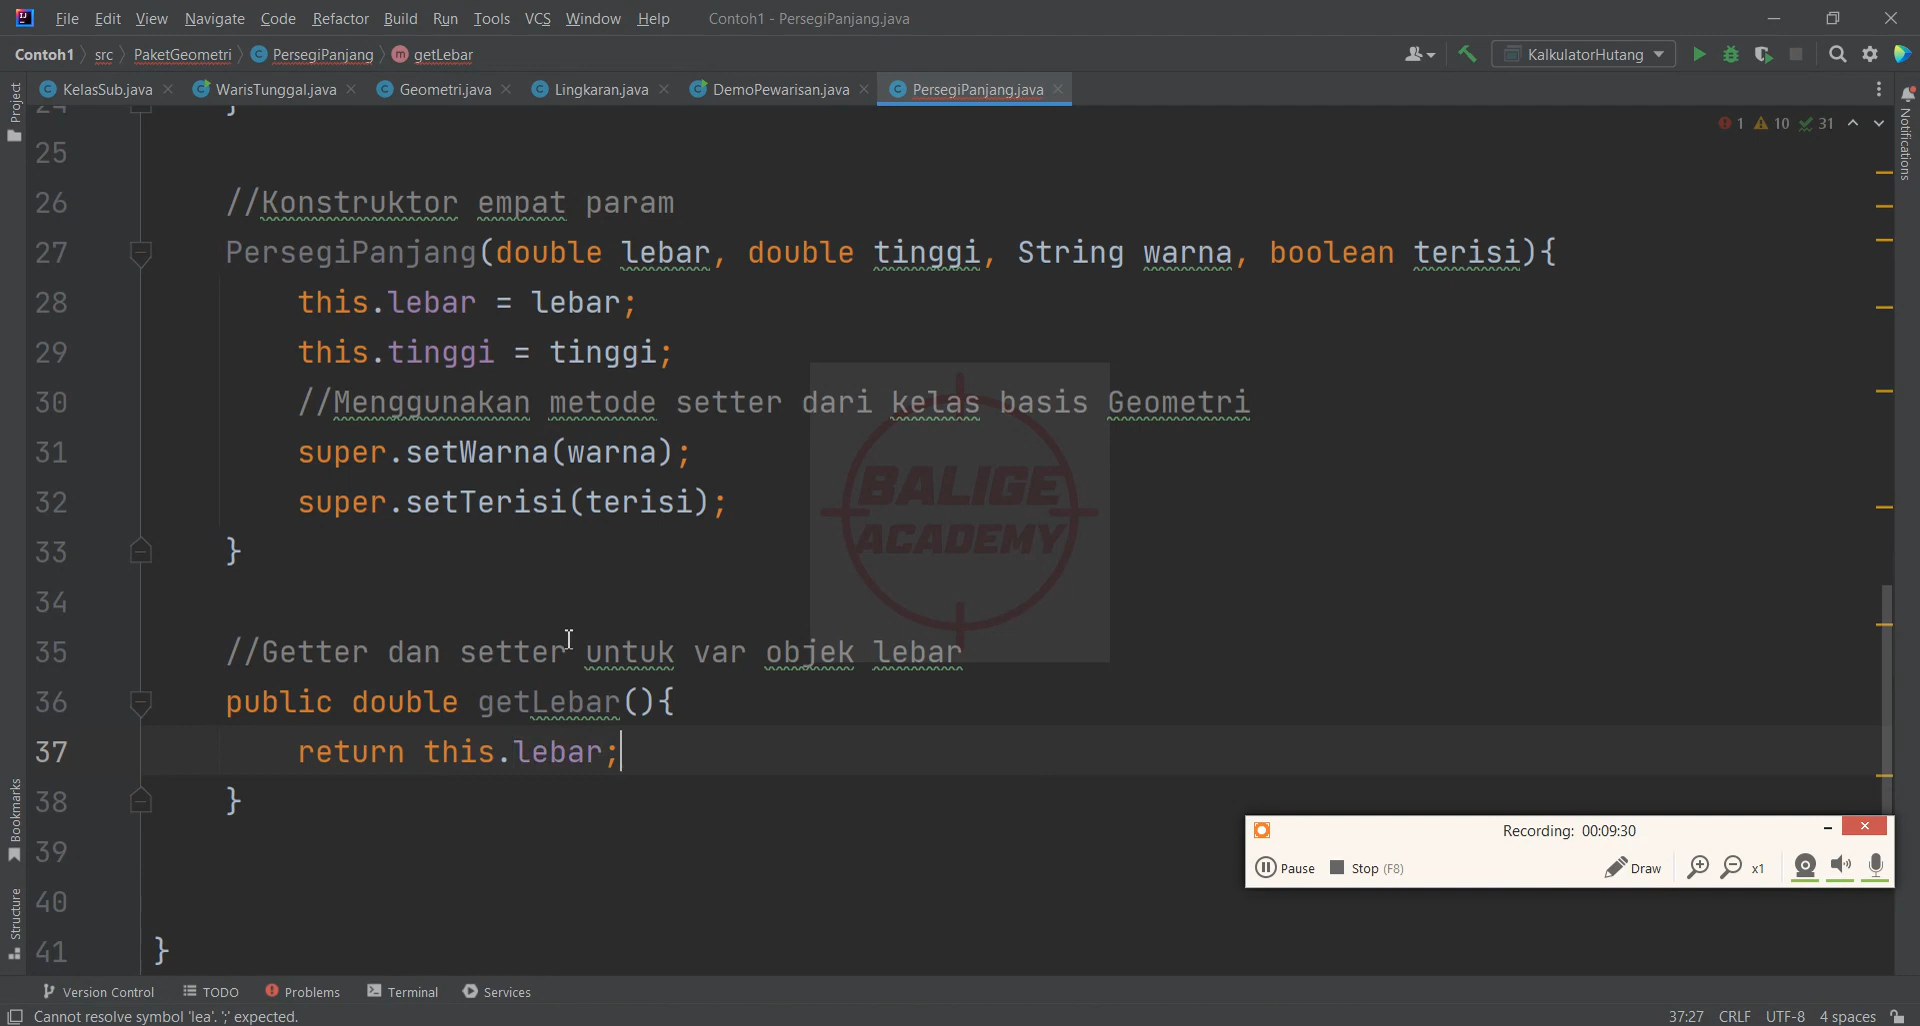 File Edit View Navigate Code Refactor Build Run Tools VCS Window Help Contoh1 - PersegiPanjang.java
Contoh1 src PaketGeometri PersegiPanjang getLebar KalkulatorHutang
KelasSub.java WarisTunggal.java Geometri.java Lingkaran.java DemoPewarisan.java PersegiPanjang.java
Project
Notifications
1 10 31
24 }
25
26 //Konstruktor empat param
27 PersegiPanjang(double lebar, double tinggi, String warna, boolean terisi){
28 this.lebar = lebar;
29 this.tinggi = tinggi;
30 //Menggunakan metode setter dari kelas basis Geometri
31 super.setWarna(warna);
32 super.setTerisi(terisi);
33 }
34
35 //Getter dan setter untuk var objek lebar
36 public double getLebar(){
37 return this.lebar;
38 }
39
40
41 }
BALIGE
ACADEMY
Bookmarks
Structure
Recording: 00:09:30
Pause Stop (F8) Draw x1
Version Control TODO Problems Terminal Services
Cannot resolve symbol 'lea'. ';' expected. 37:27 CRLF UTF-8 4 spaces